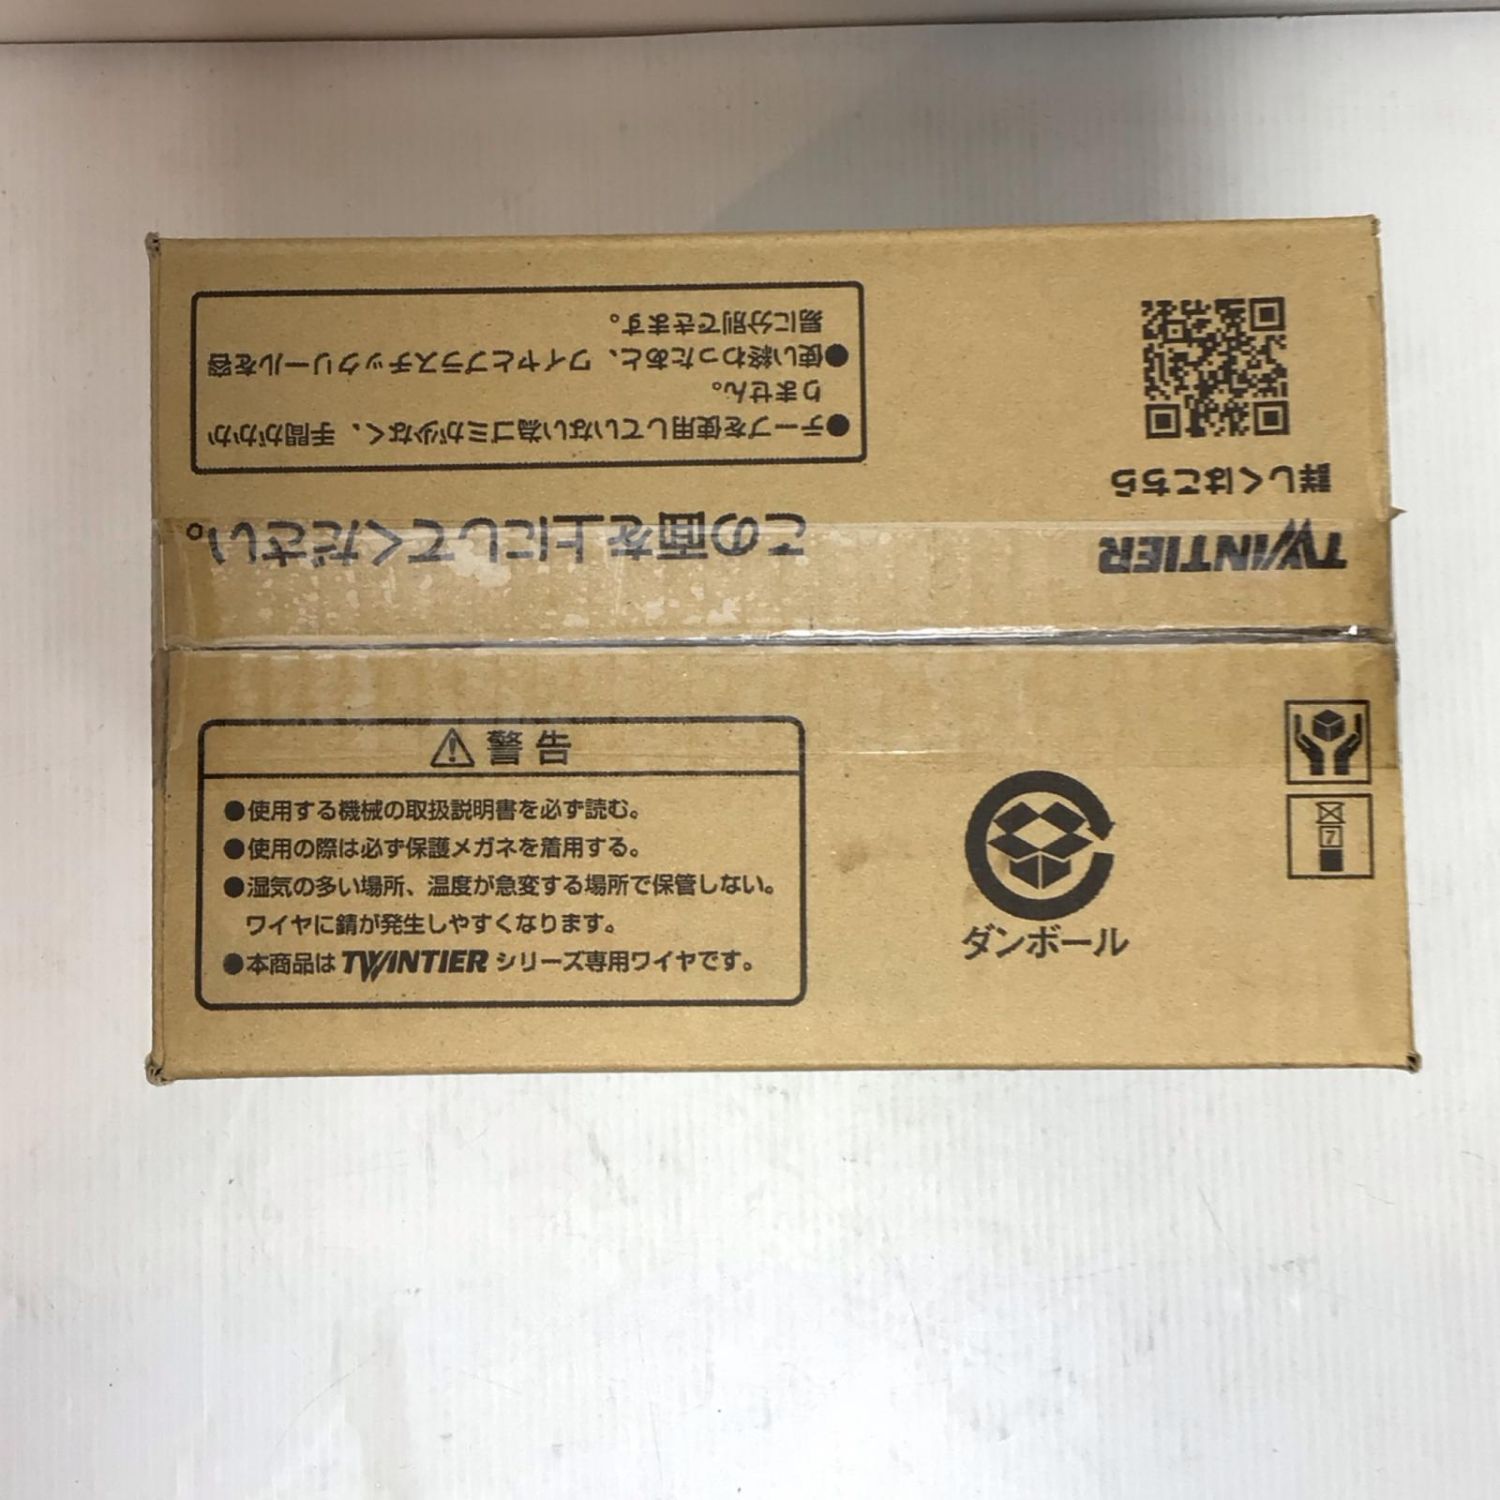 ●テープを使用していない為ゴミが少なく、手間がかか
りません。
●使い終わったあと、ワイヤとプラスチックリールを容
易に分別できます。
この面を上にしてください。
TWINTIER
詳しくはこちら
⚠警告
●使用する機械の取扱説明書を必ず読む。
●使用の際は必ず保護メガネを着用する。
●湿気の多い場所、温度が急変する場所で保管しない。
ワイヤに錆が発生しやすくなります。
●本商品はTWINTIERシリーズ専用ワイヤです。
ダンボール
7